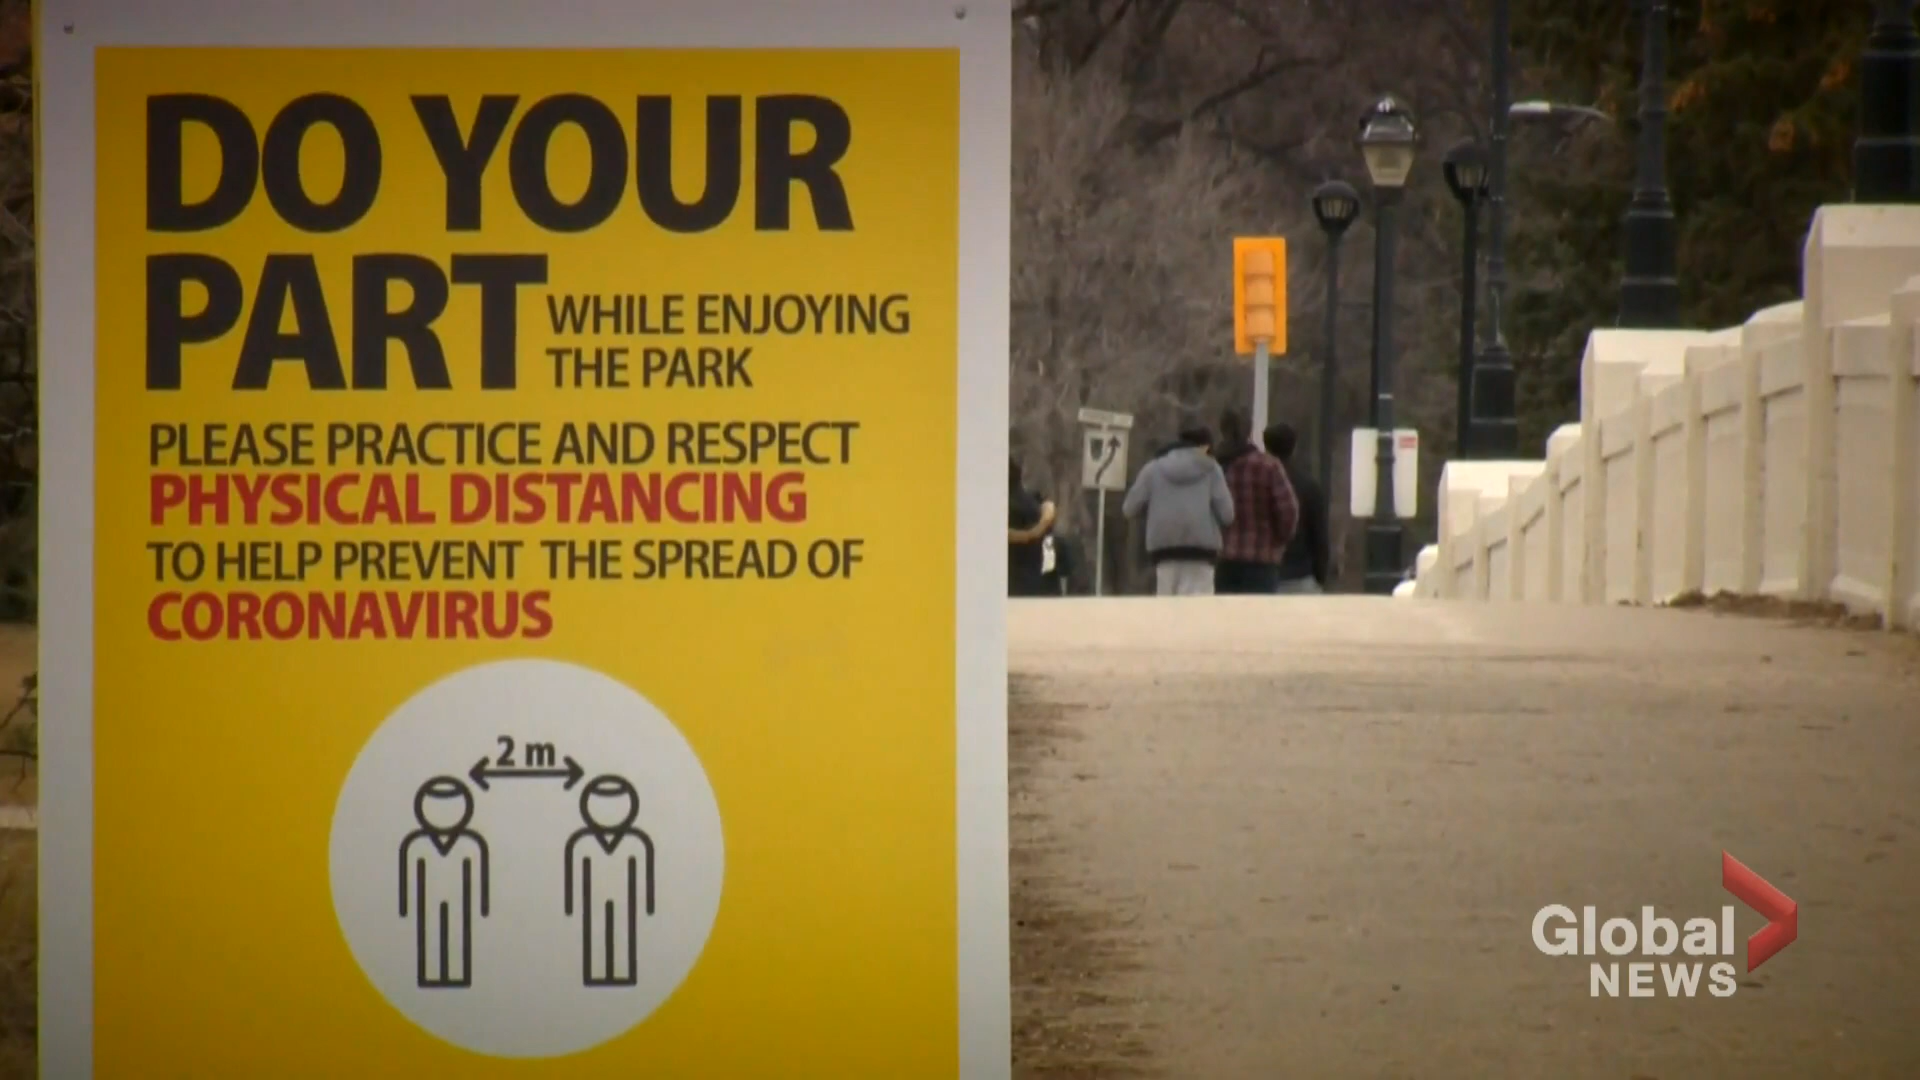 DO YOUR
PART WHILE ENJOYING
THE PARK
PLEASE PRACTICE AND RESPECT
PHYSICAL DISTANCING
TO HELP PREVENT THE SPREAD OF
CORONAVIRUS
2 m
Global
NEWS